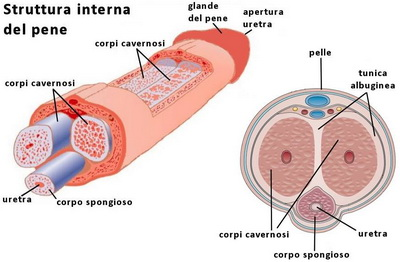 Struttura interna
del pene
glande
del pene
apertura
uretra
corpi cavernosi
corpi cavernosi
uretra
corpo spongioso
pelle
tunica
albuginea
corpi cavernosi
uretra
corpo spongioso